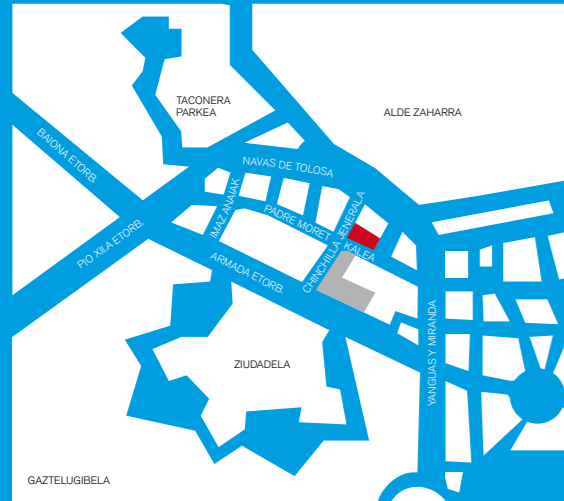 TACONERA
PARKEA
ALDE ZAHARRA
BAIONA ETORB.
NAVAS DE TOLOSA
IMAZ ANAIAK
PADRE MORET KALEA
CHINCHILLA JENERALA
PIO XILA ETORB.
ARMADA ETORB.
YANGUAS Y MIRANDA
ZIUDADELA
GAZTELUGIBELA